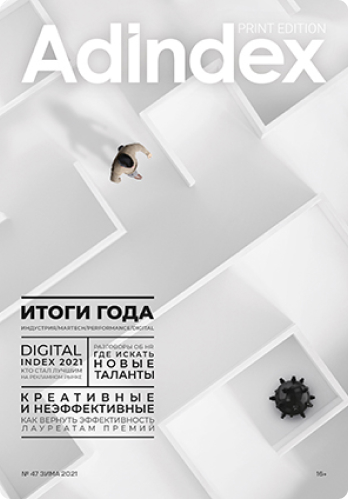 PRINT EDITION
AdIndex
ИТОГИ ГОДА
ИНДУСТРИЯ/MARTECH/PERFORMANCE/DIGITAL
DIGITAL
INDEX 2021
КТО СТАЛ ЛУЧШИМ
НА РЕКЛАМНОМ РЫНКЕ
РАЗГОВОРЫ ОБ HR
ГДЕ ИСКАТЬ
НОВЫЕ
ТАЛАНТЫ
КРЕАТИВНЫЕ
И НЕЭФФЕКТИВНЫЕ
КАК ВЕРНУТЬ ЭФФЕКТИВНОСТЬ
ЛАУРЕАТАМ ПРЕМИЙ
№ 47 ЗИМА 2021
16+